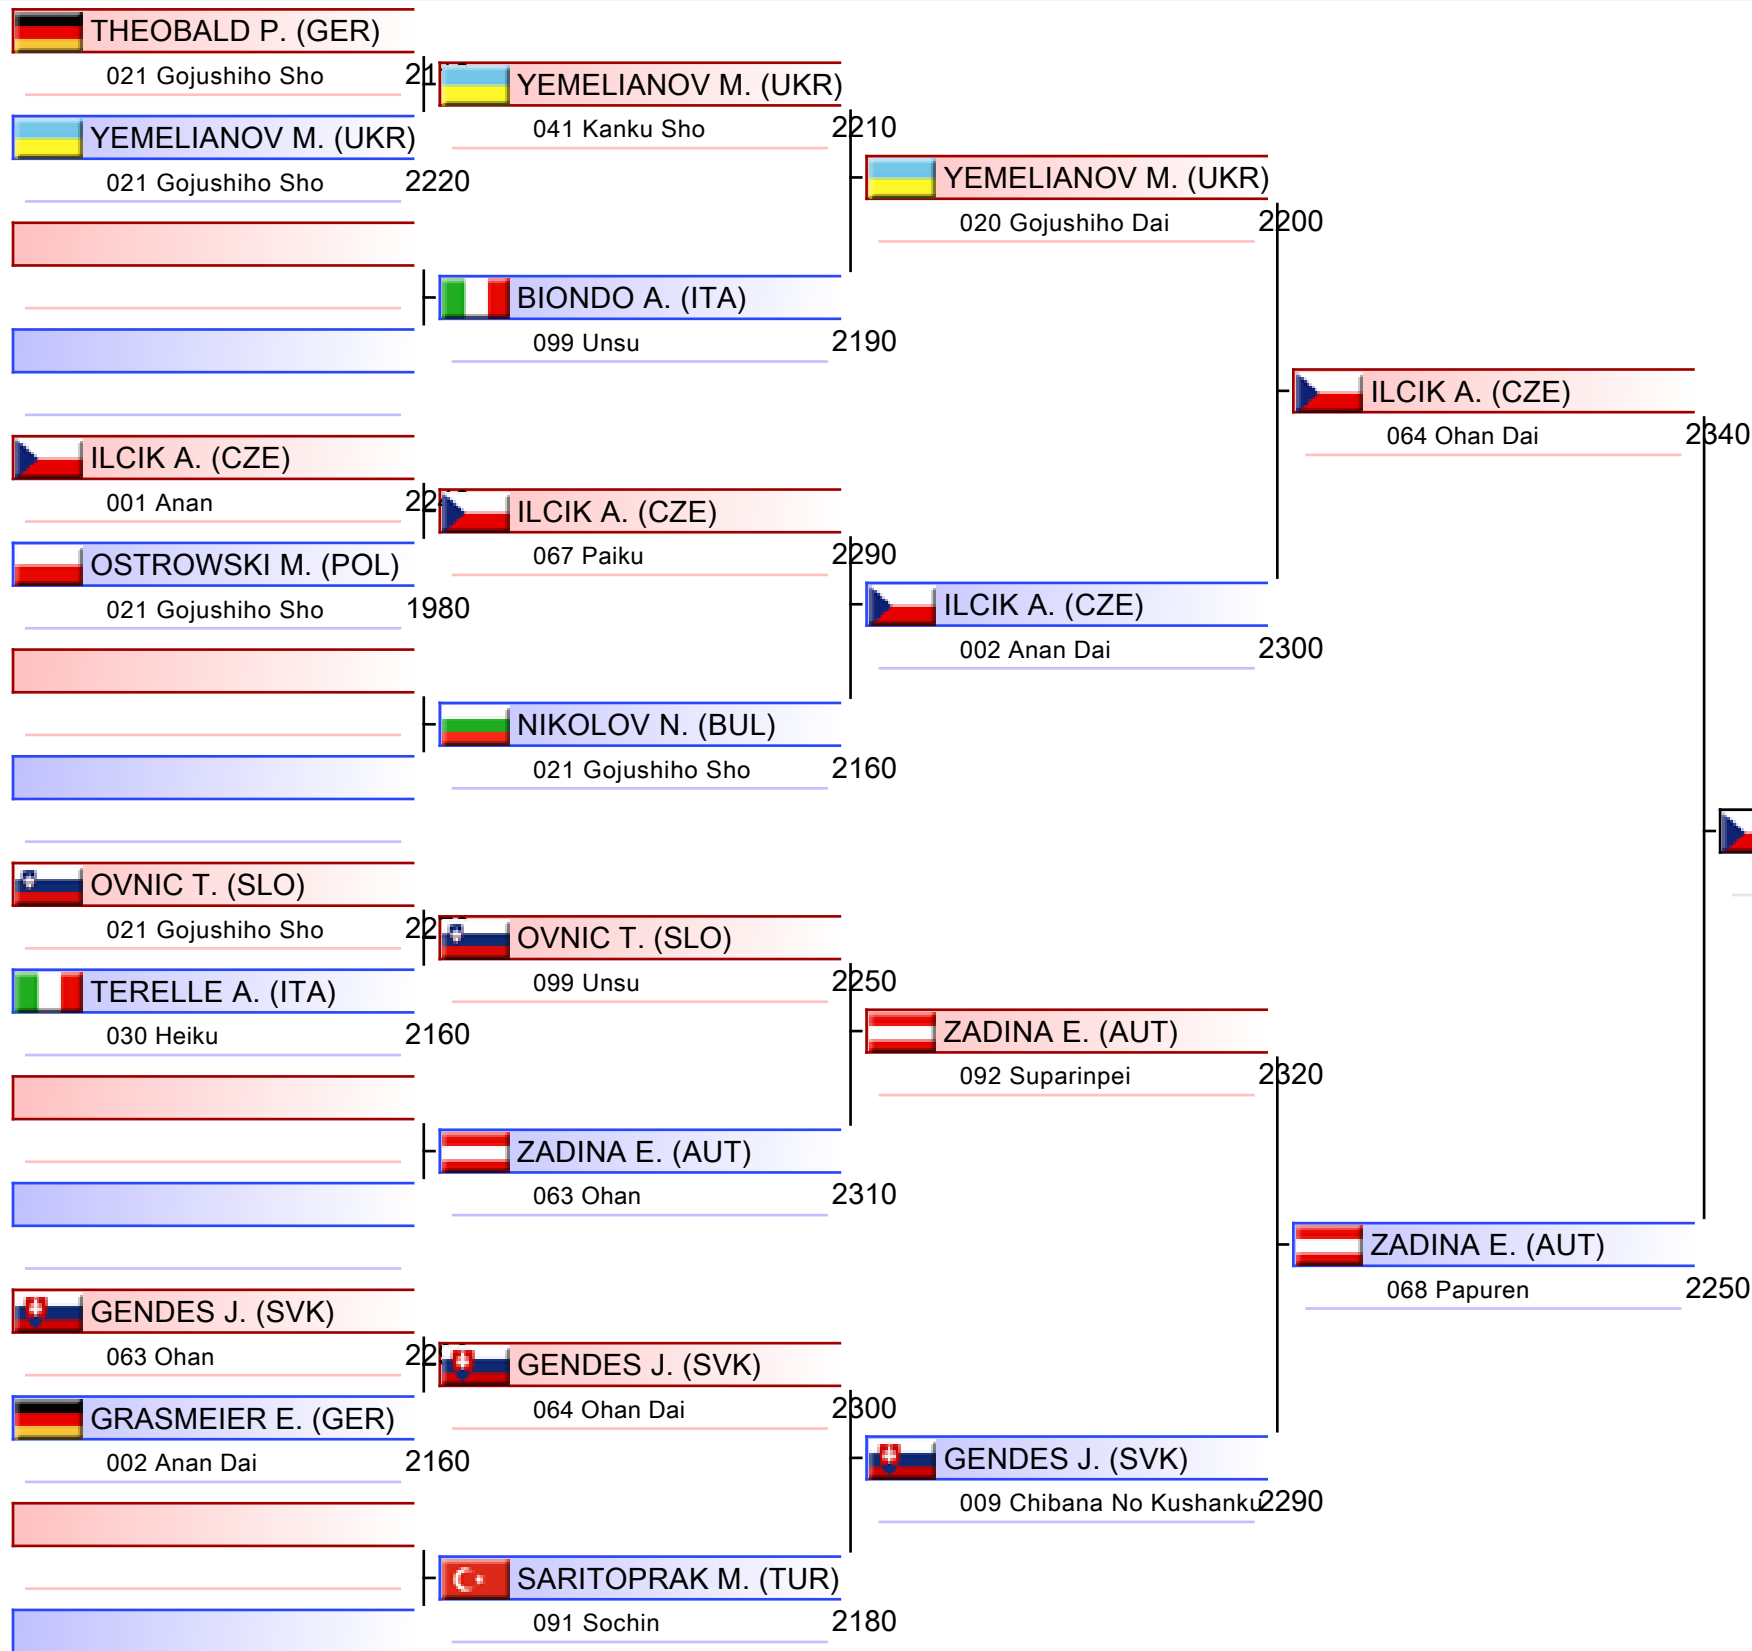 THEOBALD P. (GER)
021 Gojushiho Sho
YEMELIANOV M. (UKR)
021 Gojushiho Sho 2220
ILCIK A. (CZE)
001 Anan
OSTROWSKI M. (POL)
021 Gojushiho Sho 1980
OVNIC T. (SLO)
021 Gojushiho Sho
TERELLE A. (ITA)
030 Heiku 2160
GENDES J. (SVK)
063 Ohan
GRASMEIER E. (GER)
002 Anan Dai 2160
YEMELIANOV M. (UKR)
041 Kanku Sho 2210
BIONDO A. (ITA)
099 Unsu 2190
ILCIK A. (CZE)
067 Paiku 2290
NIKOLOV N. (BUL)
021 Gojushiho Sho 2160
OVNIC T. (SLO)
099 Unsu 2250
ZADINA E. (AUT)
063 Ohan 2310
GENDES J. (SVK)
064 Ohan Dai 2300
SARITOPRAK M. (TUR)
091 Sochin 2180
YEMELIANOV M. (UKR)
020 Gojushiho Dai 2200
ILCIK A. (CZE)
002 Anan Dai 2300
ZADINA E. (AUT)
092 Suparinpei 2320
GENDES J. (SVK)
009 Chibana No Kushanku 2290
ILCIK A. (CZE)
064 Ohan Dai 2340
ZADINA E. (AUT)
068 Papuren 2250